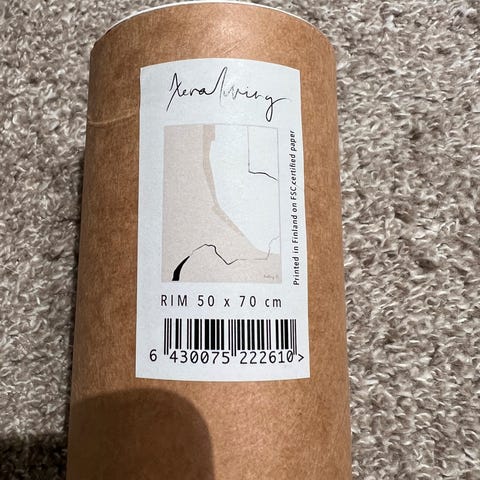 Xeraliving
Printed in Finland on FSC certified paper
RIM 50 x 70 cm
6 430075 222610 >